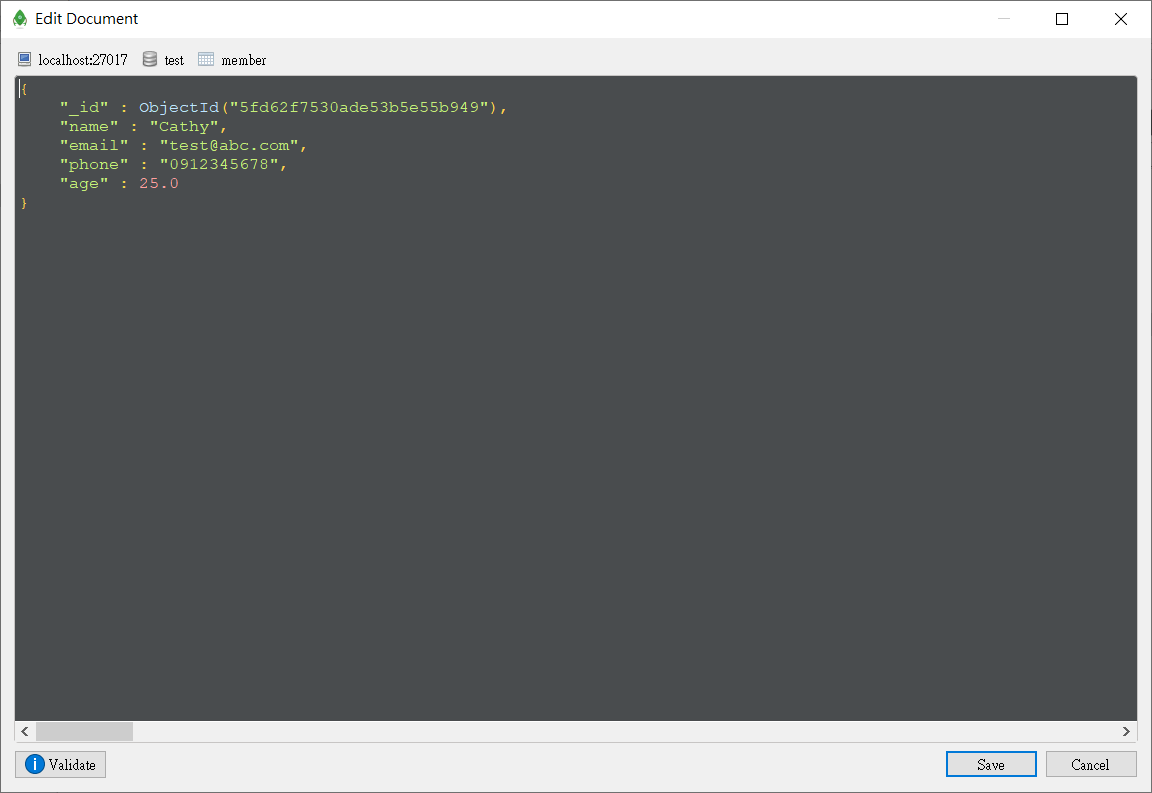 Edit Document
localhost:27017 test member
{
    "_id" : ObjectId("5fd62f7530ade53b5e55b949"),
    "name" : "Cathy",
    "email" : "test@abc.com",
    "phone" : "0912345678",
    "age" : 25.0
}
Validate Save Cancel